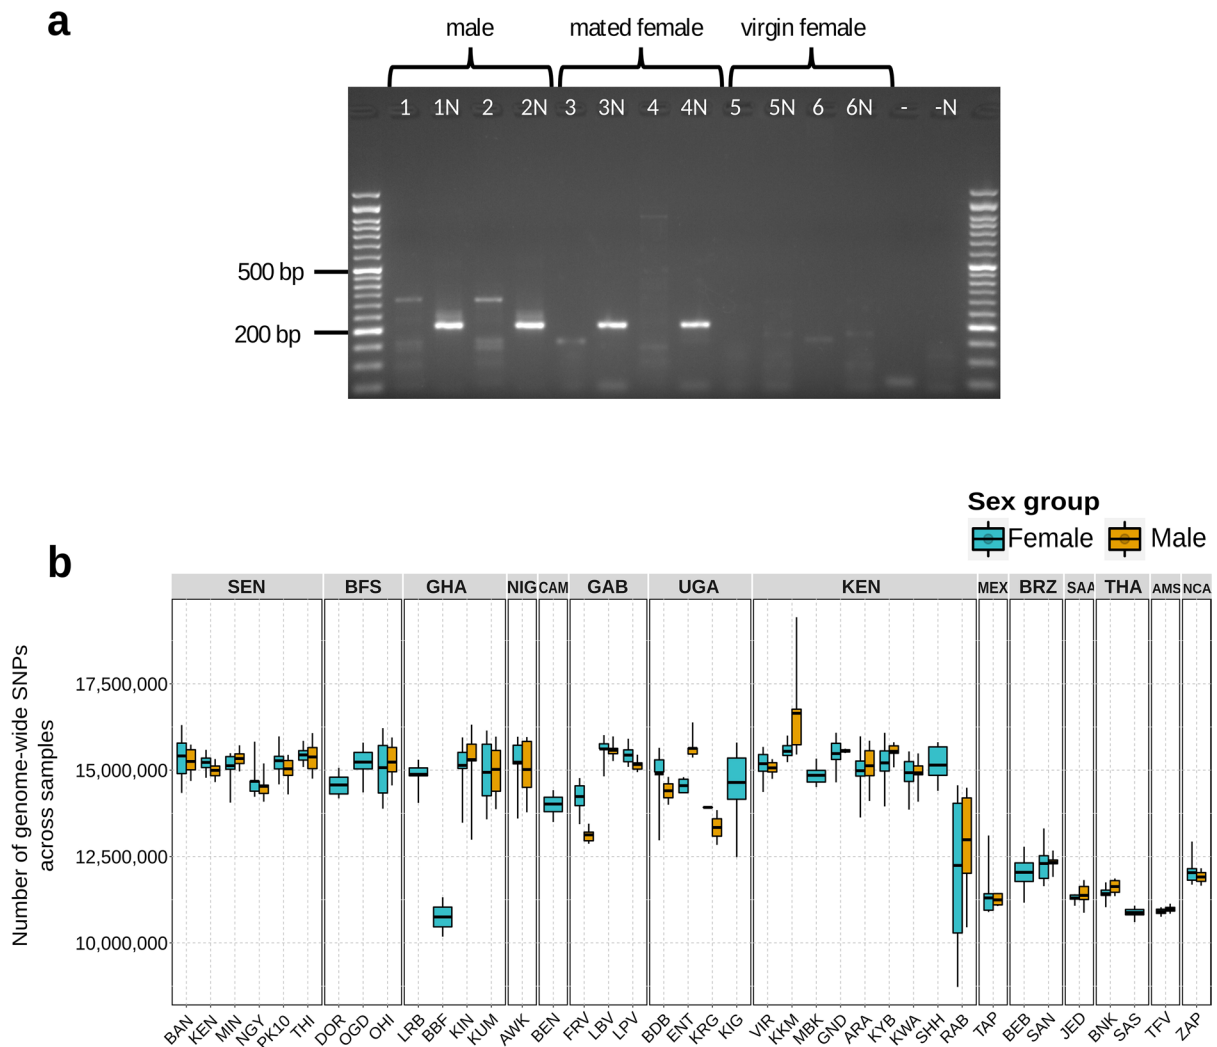 a
male mated female virgin female
1 1N 2 2N 3 3N 4 4N 5 5N 6 6N - -N
500 bp
200 bp
Sex group
Female Male
b
SEN BFS GHA NIG CAM GAB UGA KEN MEX BRZ SAA THA AMS NCA
Number of genome-wide SNPs
across samples
17,500,000
15,000,000
12,500,000
10,000,000
BAN KEN MIN NGY PK10 THI DOR OGD OHI LRB BBF KIN KUM AWK BEN FRV LBV LPV BDB ENT KRG KIG VIR KKM MBK GND ARA KYB KWA SHH RAB TAP BEB SAN JED BNK SAS TFV ZAP